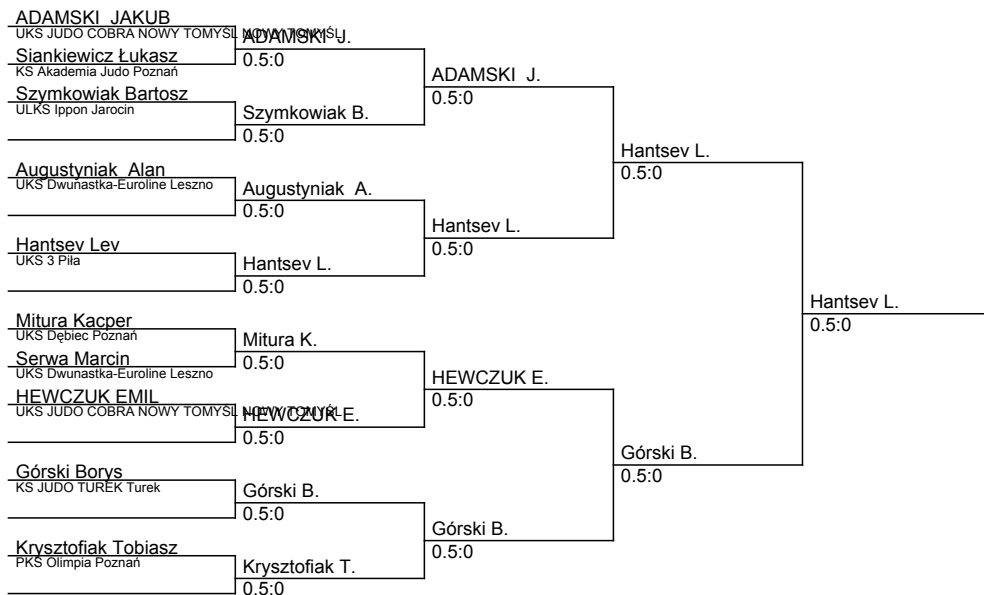 ADAMSKI  JAKUB
UKS JUDO COBRA NOWY TOMYŚL NOWY TOMYŚL
Siankiewicz Łukasz
KS Akademia Judo Poznań
Szymkowiak Bartosz
ULKS Ippon Jarocin
Augustyniak  Alan
UKS Dwunastka-Euroline Leszno
Hantsev Lev
UKS 3 Piła
Mitura Kacper
UKS Dębiec Poznań
Serwa Marcin
UKS Dwunastka-Euroline Leszno
HEWCZUK EMIL
UKS JUDO COBRA NOWY TOMYŚL NOWY TOMYŚL
Górski Borys
KS JUDO TUREK Turek
Krysztofiak Tobiasz
PKS Olimpia Poznań
ADAMSKI  J.
0.5:0
Szymkowiak B.
0.5:0
Augustyniak  A.
0.5:0
Hantsev L.
0.5:0
Mitura K.
0.5:0
HEWCZUK E.
0.5:0
Górski B.
0.5:0
Krysztofiak T.
0.5:0
ADAMSKI  J.
0.5:0
Hantsev L.
0.5:0
HEWCZUK E.
0.5:0
Górski B.
0.5:0
Hantsev L.
0.5:0
Górski B.
0.5:0
Hantsev L.
0.5:0